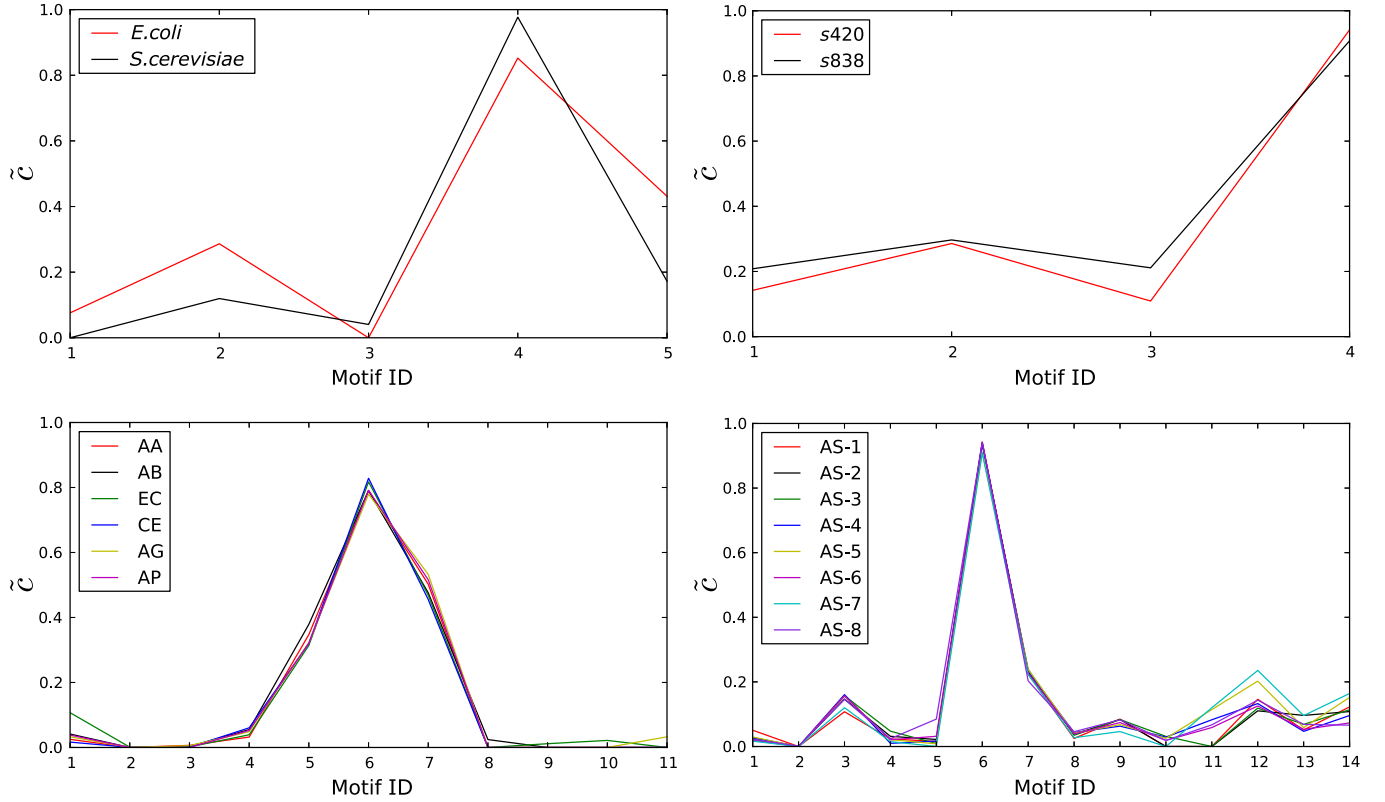 E.coli
S.cerevisiae
1.0
0.8
0.6
0.4
0.2
0.0
c̃
1 2 3 4 5
Motif ID
s420
s838
1.0
0.8
0.6
0.4
0.2
0.0
c̃
1 2 3 4
Motif ID
AA
AB
EC
CE
AG
AP
1.0
0.8
0.6
0.4
0.2
0.0
c̃
1 2 3 4 5 6 7 8 9 10 11
Motif ID
AS-1
AS-2
AS-3
AS-4
AS-5
AS-6
AS-7
AS-8
1.0
0.8
0.6
0.4
0.2
0.0
c̃
1 2 3 4 5 6 7 8 9 10 11 12 13 14
Motif ID